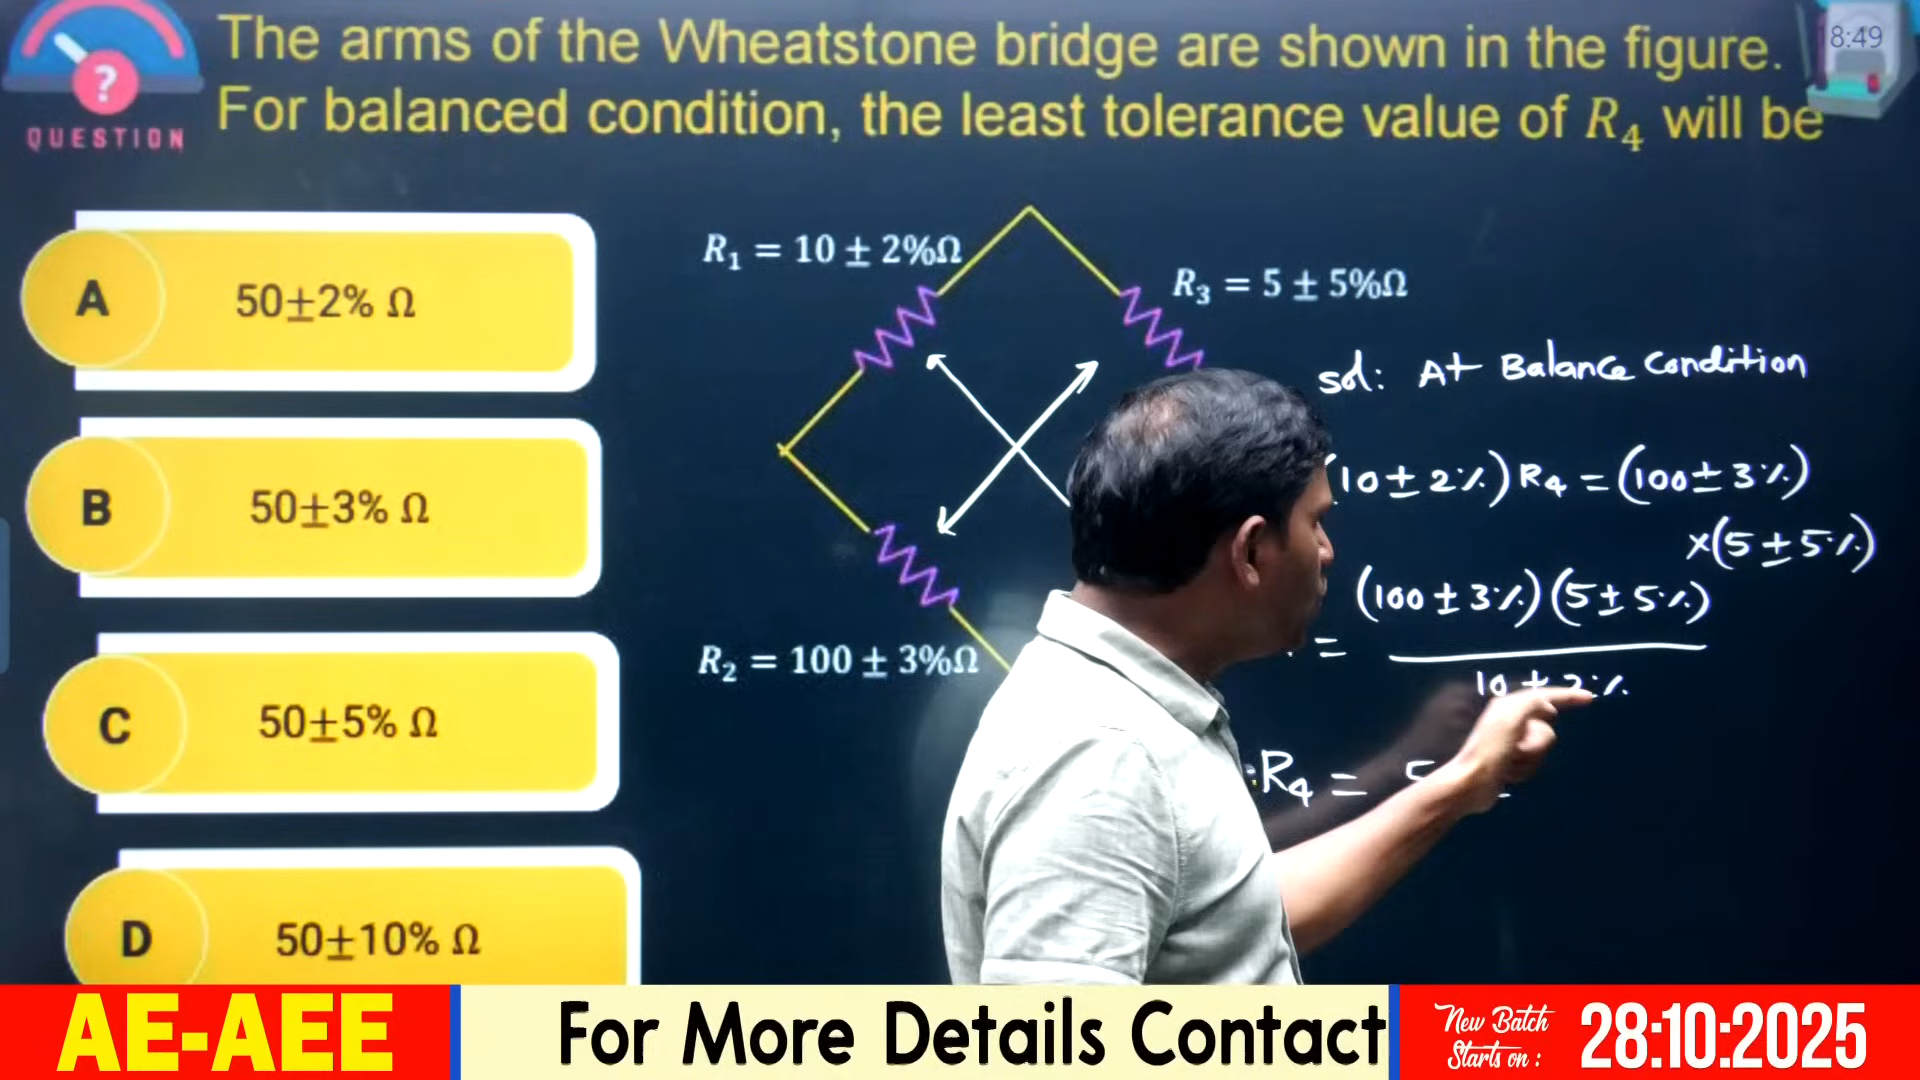 The arms of the Wheatstone bridge are shown in the figure.
For balanced condition, the least tolerance value of R₄ will be
8:49
?
QUESTION
A 50±2% Ω
B 50±3% Ω
C 50±5% Ω
D 50±10% Ω
R₁ = 10 ± 2%Ω
R₃ = 5 ± 5%Ω
R₂ = 100 ± 3%Ω
Sol: At Balance Condition
(10 ± 2%) R₄ = (100 ± 3%)
×(5 ± 5%)
= (100 ± 3%) (5 ± 5%)
10 ± 2%
R₄ = 5
AE-AEE
For More Details Contact
New Batch
Starts on :
28:10:2025